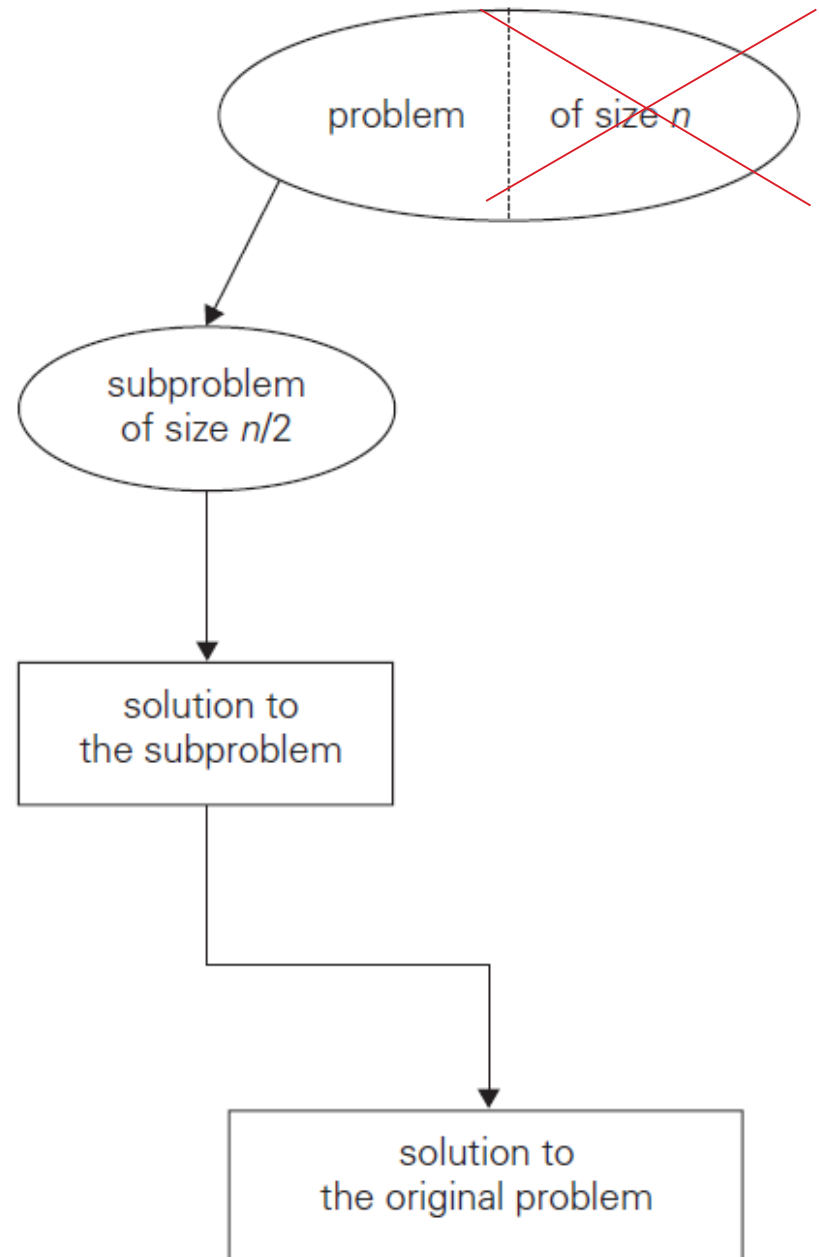 problem of size n
subproblem
of size n/2
solution to
the subproblem
solution to
the original problem